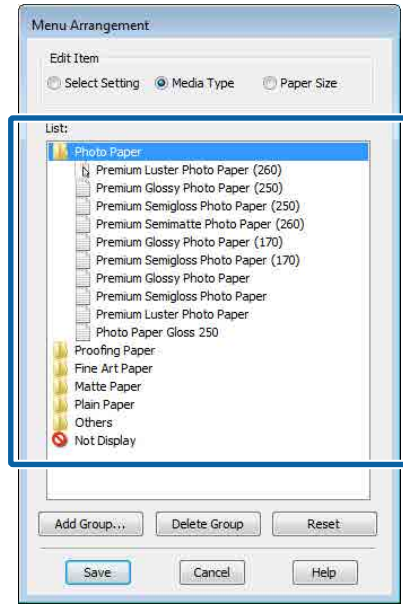 Menu Arrangement
Edit Item
Select Setting Media Type Paper Size
List:
Photo Paper
Premium Luster Photo Paper (260)
Premium Glossy Photo Paper (250)
Premium Semigloss Photo Paper (250)
Premium Semimatte Photo Paper (260)
Premium Glossy Photo Paper (170)
Premium Semigloss Photo Paper (170)
Premium Glossy Photo Paper
Premium Semigloss Photo Paper
Premium Luster Photo Paper
Photo Paper Gloss 250
Proofing Paper
Fine Art Paper
Matte Paper
Plain Paper
Others
Not Display
Add Group... Delete Group Reset
Save Cancel Help